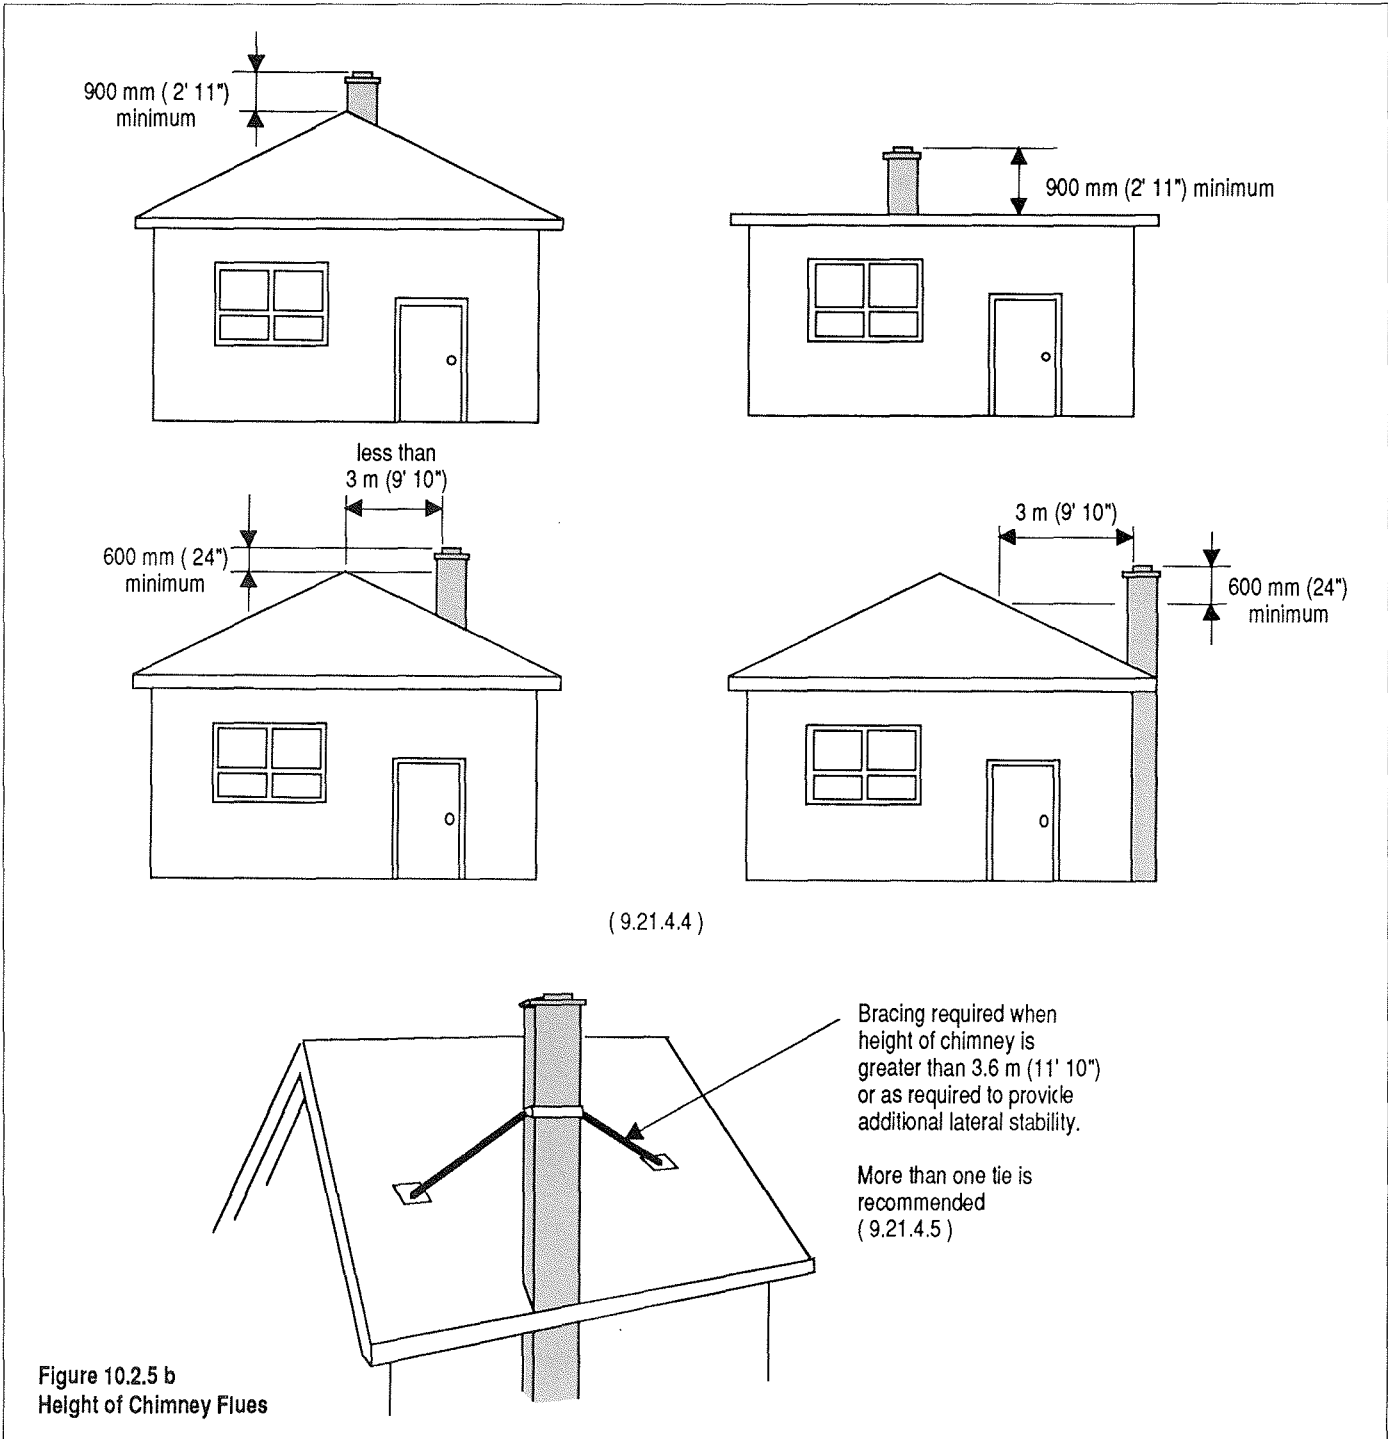 900 mm ( 2' 11")
minimum
900 mm (2' 11") minimum
less than
3 m (9' 10")
600 mm ( 24")
minimum
3 m (9' 10")
600 mm (24")
minimum
( 9.21.4.4 )
Bracing required when
height of chimney is
greater than 3.6 m (11' 10")
or as required to provide
additional lateral stability.
More than one tie is
recommended
( 9.21.4.5 )
Figure 10.2.5 b
Height of Chimney Flues